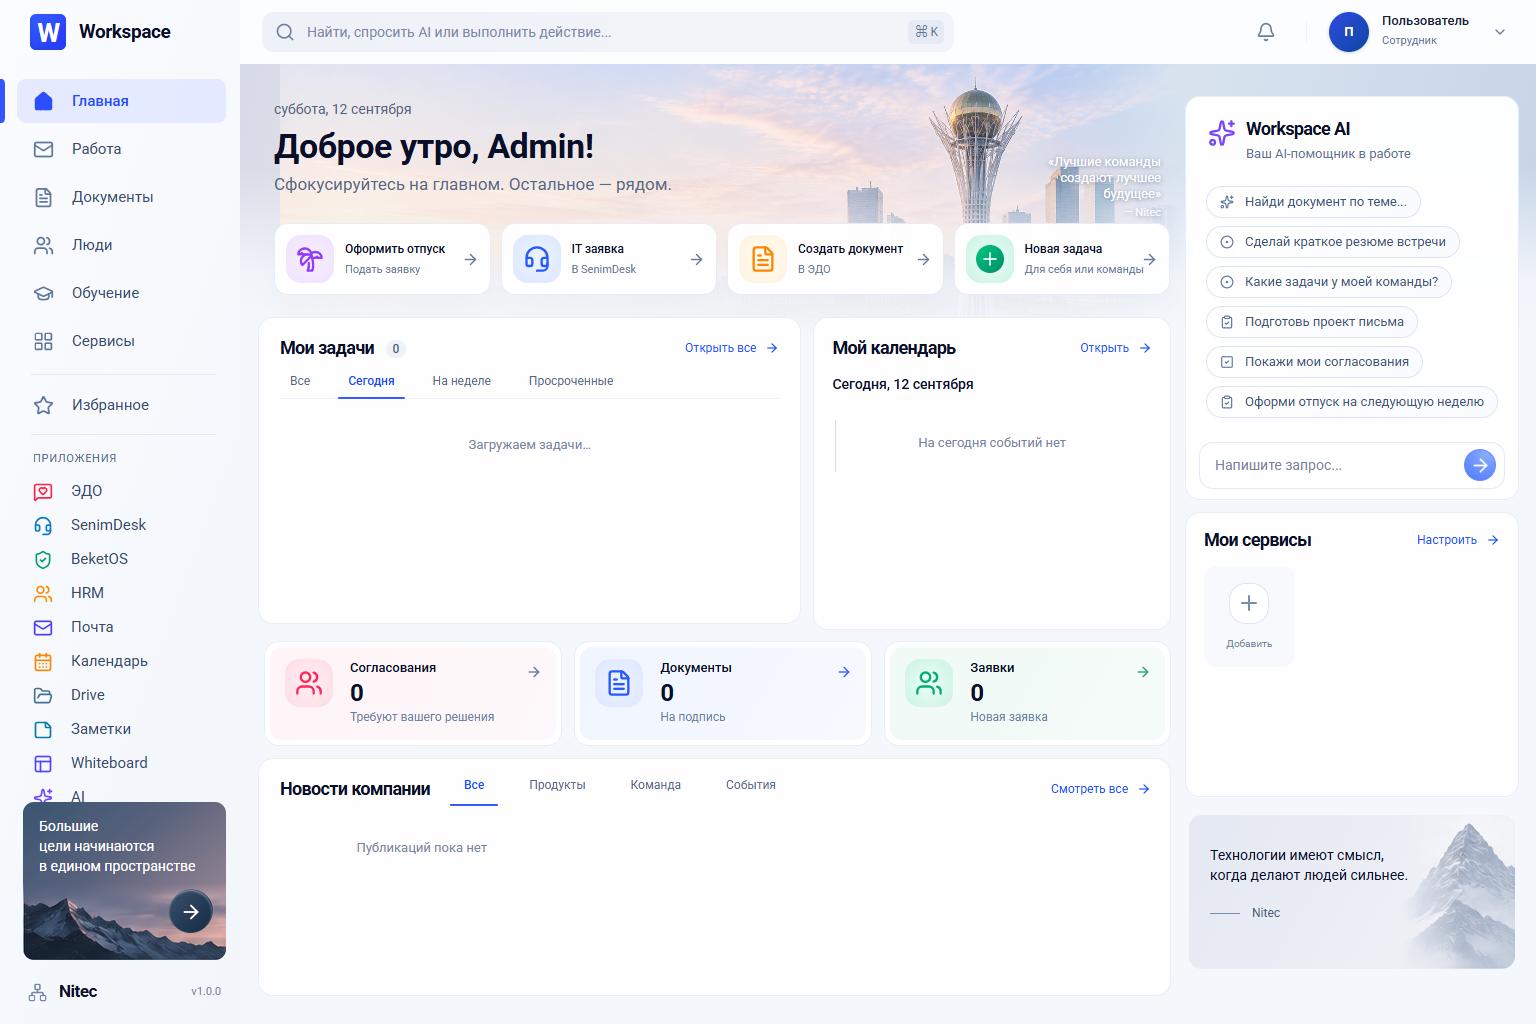 W Workspace
Найти, спросить AI или выполнить действие...
⌘ K
П
Пользователь
Сотрудник
Главная
Работа
Документы
Люди
Обучение
Сервисы
Избранное
ПРИЛОЖЕНИЯ
ЭДО
SenimDesk
BeketOS
HRM
Почта
Календарь
Drive
Заметки
Whiteboard
AI
Большие
цели начинаются
в едином пространстве
Nitec
v1.0.0
суббота, 12 сентября
Доброе утро, Admin!
Сфокусируйтесь на главном. Остальное — рядом.
«Лучшие команды
создают лучшее
будущее»
— Nitec
Оформить отпуск
Подать заявку
IT заявка
В SenimDesk
Создать документ
В ЭДО
Новая задача
Для себя или команды
Мои задачи 0
Открыть все
Все Сегодня На неделе Просроченные
Загружаем задачи...
Мой календарь
Открыть
Сегодня, 12 сентября
На сегодня событий нет
Согласования
0
Требуют вашего решения
Документы
0
На подпись
Заявки
0
Новая заявка
Новости компании
Все Продукты Команда События
Смотреть все
Публикаций пока нет
Workspace AI
Ваш AI-помощник в работе
Найди документ по теме...
Сделай краткое резюме встречи
Какие задачи у моей команды?
Подготовь проект письма
Покажи мои согласования
Оформи отпуск на следующую неделю
Напишите запрос...
Мои сервисы
Настроить
Добавить
Технологии имеют смысл,
когда делают людей сильнее.
Nitec